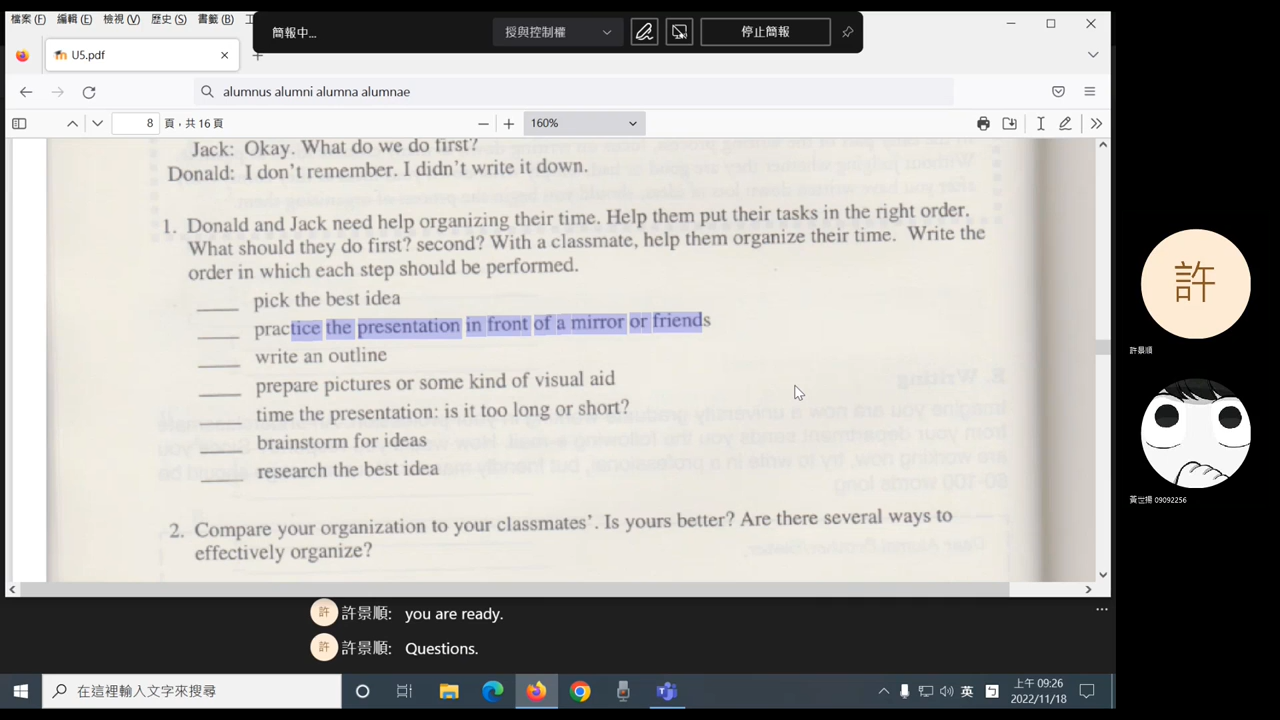 檔案 (F) 編輯 (E) 檢視 (V) 歷史 (S) 書籤 (B)
簡報中...
授與控制權
停止簡報
U5.pdf
alumnus alumni alumna alumnae
8 頁，共 16 頁
160%
Jack: Okay. What do we do first?
Donald: I don't remember. I didn't write it down.
1. Donald and Jack need help organizing their time. Help them put their tasks in the right order.
What should they do first? second? With a classmate, help them organize their time. Write the
order in which each step should be performed.
pick the best idea
practice the presentation in front of a mirror or friends
write an outline
prepare pictures or some kind of visual aid
time the presentation: is it too long or short?
brainstorm for ideas
research the best idea
2. Compare your organization to your classmates'. Is yours better? Are there several ways to
effectively organize?
許
許景順
黃世揚 09092256
許 許景順: you are ready.
許 許景順: Questions.
在這裡輸入文字來搜尋
英
上午 09:26
2022/11/18